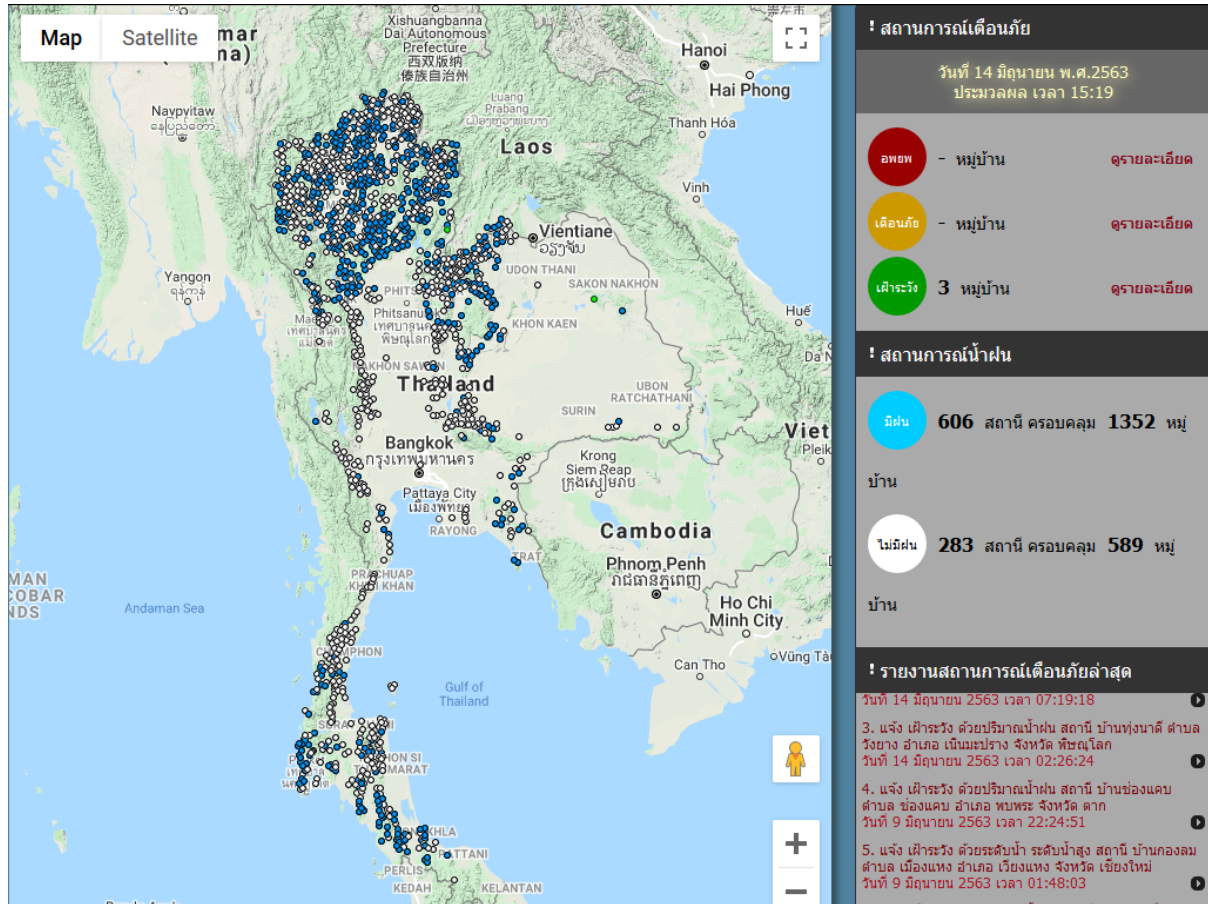 Map
Satellite
Xishuangbanna
Dai Autonomous
Prefecture
西双版纳
傣族自治州
Hanoi
Hai Phong
Naypyitaw
နေပြည်တော်
Luang
Prabang
Thanh Hóa
Laos
Vinh
Vientiane
ວຽງຈັນ
UDON THANI
SAKON NAKHON
Yangon
ရန်ကုန်
KHON KAEN
Huế
Thailand
UBON
RATCHATHANI
SURIN
Bangkok
กรุงเทพมหานคร
Krong
Siem Reap
Pattaya City
เมืองพัทยา
RAYONG
Cambodia
TRAT
Phnom Penh
រាជធានីភ្នំពេញ
PRACHUAP
KHIRI KHAN
Andaman Sea
Ho Chi
Minh City
Can Tho
Gulf of
Thailand
PATTANI
PERLIS
KEDAH
KELANTAN
! สถานการณ์เตือนภัย
วันที่ 14 มิถุนายน พ.ศ.2563
ประมวลผล เวลา 15:19
อพยพ - หมู่บ้าน ดูรายละเอียด
เตือนภัย - หมู่บ้าน ดูรายละเอียด
เฝ้าระวัง 3 หมู่บ้าน ดูรายละเอียด
! สถานการณ์น้ำฝน
มีฝน 606 สถานี ครอบคลุม 1352 หมู่
บ้าน
ไม่มีฝน 283 สถานี ครอบคลุม 589 หมู่
บ้าน
! รายงานสถานการณ์เตือนภัยล่าสุด
วันที่ 14 มิถุนายน 2563 เวลา 07:19:18
3. แจ้ง เฝ้าระวัง ด้วยปริมาณน้ำฝน สถานี บ้านทุ่งนาดี ตำบล
วังยาง อำเภอ เนินมะปราง จังหวัด พิษณุโลก
วันที่ 14 มิถุนายน 2563 เวลา 02:26:24
4. แจ้ง เฝ้าระวัง ด้วยปริมาณน้ำฝน สถานี บ้านช่องแคบ
ตำบล ช่องแคบ อำเภอ พบพระ จังหวัด ตาก
วันที่ 9 มิถุนายน 2563 เวลา 22:24:51
5. แจ้ง เฝ้าระวัง ด้วยระดับน้ำ ระดับน้ำสูง สถานี บ้านกองลม
ตำบล เมืองแหง อำเภอ เวียงแหง จังหวัด เชียงใหม่
วันที่ 9 มิถุนายน 2563 เวลา 01:48:03